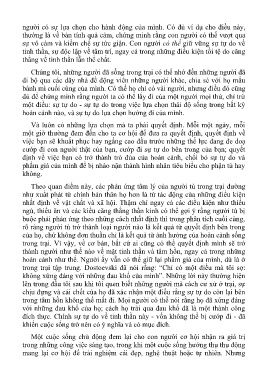 người có sự lựa chọn cho hành động của mình. Có đủ ví dụ cho điều này,
thường là về bản tính quả cảm, chứng minh rằng con người có thể vượt qua
sự vô cảm và kiềm chế sự tức giận. Con người có thể giữ vững sự tự do về
tinh thần, sự độc lập về tâm trí, ngay cả trong những điều kiện tồi tệ do căng
thẳng về tinh thần lẫn thể chất.
Chúng tôi, những người đã sống trong trại có thể nhớ đến những người đã
đi bộ qua các dãy nhà để động viên những người khác, chia sẻ với họ mẩu
bánh mì cuối cùng của mình. Có thể họ chỉ có vài người, nhưng điều đó cũng
đủ để chứng minh rằng người ta có thể lấy đi của một người mọi thứ, chỉ trừ
một điều: sự tự do - sự tự do trong việc lựa chọn thái độ sống trong bất kỳ
hoàn cảnh nào, và sự tự do lựa chọn hướng đi của mình.
Và luôn có những lựa chọn mà ta phải quyết định. Mỗi một ngày, mỗi
một giờ thường đem đến cho ta cơ hội để đưa ra quyết định, quyết định về
việc bạn sẽ khuất phục hay ngẩng cao đầu trước những thế lực đang đe doạ
cướp đi con người thật của bạn, cướp đi sự tự do bên trong của bạn; quyết
định về việc bạn có trở thành trò đùa của hoàn cảnh, chối bỏ sự tự do và
phẩm giá của mình để bị nhào nặn thành hình nhân tiêu biểu cho phận tù hay
không.
Theo quan điểm này, các phản ứng tâm lý của người tù trong trại dường
như xuất phát từ chính bản thân họ hơn là từ tác động của những điều kiện
nhất định về vật chất và xã hội. Thậm chí ngay cả các điều kiện như thiếu
ngủ, thiếu ăn và các kiểu căng thẳng thần kinh có thể gợi ý rằng người tù bị
buộc phải phản ứng theo những cách nhất định thì trong phân tích cuối cùng,
rõ ràng người tù trở thành loại người nào là kết quả từ quyết định bên trong
của họ, chứ không đơn thuần chỉ là kết quả từ ảnh hưởng của hoàn cảnh sống
trong trại. Vì vậy, về cơ bản, bất cứ ai cũng có thể quyết định mình sẽ trở
thành người như thế nào về mặt tinh thần và tâm hồn, ngay cả trong những
hoàn cảnh như thế. Người ấy vẫn có thể giữ lại phẩm giá của mình, dù là ở
trong trại tập trung. Dostoevski đã nói rằng: “Chỉ có một điều mà tôi sợ:
không xứng đáng với những đau khổ của mình”. Những lời này thường hiện
lên trong đầu tôi sau khi tôi quen biết những người mà cách cư xử ở trại, sự
chịu đựng và cái chết của họ đã xác nhận một điều rằng sự tự do còn lại bên
trong tâm hồn không thể mất đi. Mọi người có thể nói rằng họ đã xứng đáng
với những đau khổ của họ; cách họ trải qua đau khổ đã là một thành công
đích thực. Chính sự tự do về tinh thần này - vốn không thể bị cướp đi - đã
khiến cuộc sống trở nên có ý nghĩa và có mục đích.
Một cuộc sống chủ động đem lại cho con người cơ hội nhận ra giá trị
trong những công việc sáng tạo, trong khi một cuộc sống hưởng thụ thụ động
mang lại cơ hội để trải nghiệm cái đẹp, nghệ thuật hoặc tự nhiên. Nhưng